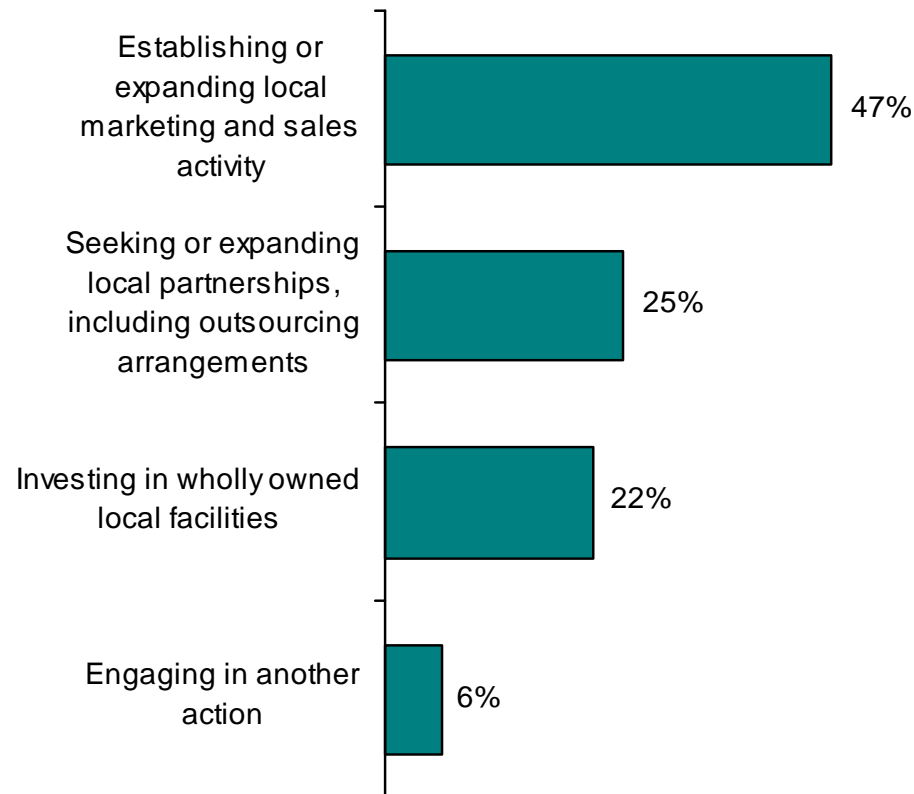 Establishing or
expanding local
marketing and sales
activity
47%
Seeking or expanding
local partnerships,
including outsourcing
arrangements
25%
Investing in wholly owned
local facilities
22%
Engaging in another
action
6%